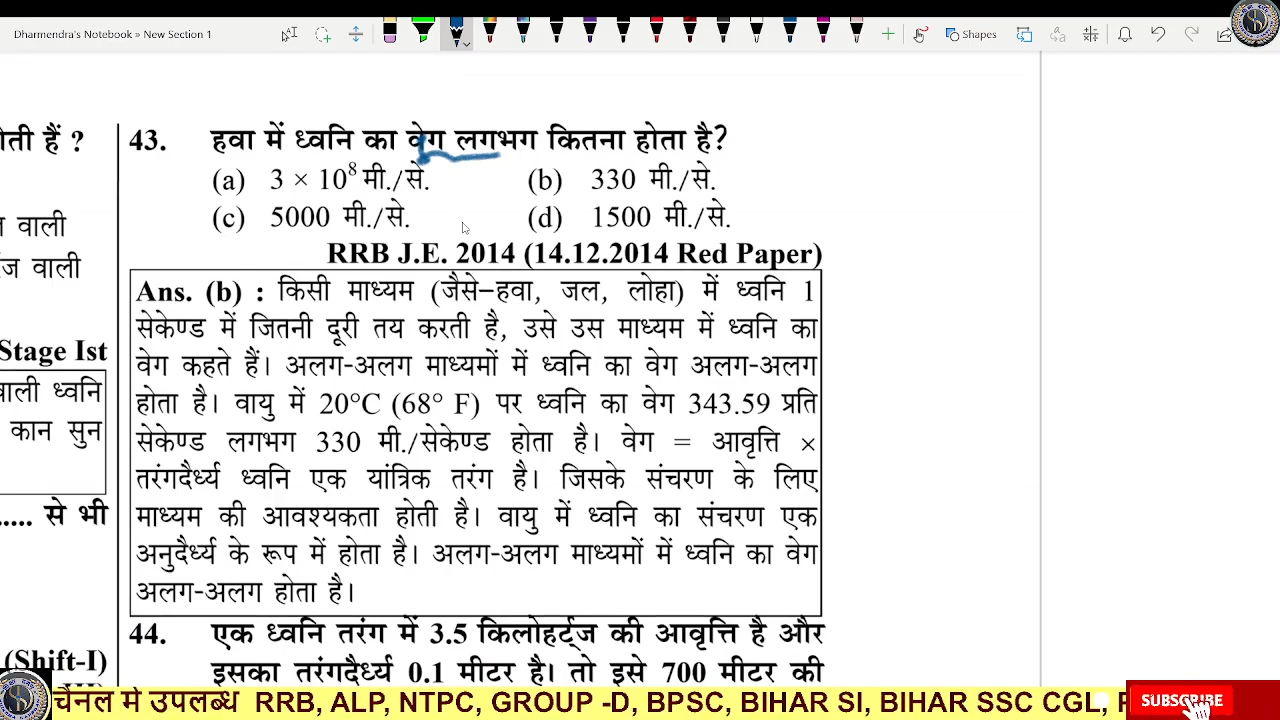 Dharmendra's Notebook » New Section 1
Shapes
ोती हैं ?
वाली
ंज वाली
Stage Ist
वाली ध्वनि
कान सुन
..... से भी
(Shift-I)
43. हवा में ध्वनि का वेग लगभग कितना होता है?
(a) 3 × 10⁸ मी./से. (b) 330 मी./से.
(c) 5000 मी./से. (d) 1500 मी./से.
RRB J.E. 2014 (14.12.2014 Red Paper)
Ans. (b) : किसी माध्यम (जैसे–हवा, जल, लोहा) में ध्वनि 1
सेकेण्ड में जितनी दूरी तय करती है, उसे उस माध्यम में ध्वनि का
वेग कहते हैं। अलग-अलग माध्यमों में ध्वनि का वेग अलग-अलग
होता है। वायु में 20°C (68° F) पर ध्वनि का वेग 343.59 प्रति
सेकेण्ड लगभग 330 मी./सेकेण्ड होता है। वेग = आवृत्ति ×
तरंगदैर्ध्य ध्वनि एक यांत्रिक तरंग है। जिसके संचरण के लिए
माध्यम की आवश्यकता होती है। वायु में ध्वनि का संचरण एक
अनुदैर्ध्य के रूप में होता है। अलग-अलग माध्यमों में ध्वनि का वेग
अलग-अलग होता है।
44. एक ध्वनि तरंग में 3.5 किलोहर्ट्ज की आवृत्ति है और
इसका तरंगदैर्ध्य 0.1 मीटर है। तो इसे 700 मीटर की
चैनल में उपलब्ध RRB, ALP, NTPC, GROUP -D, BPSC, BIHAR SI, BIHAR SSC CGL,
SUBSCRIBE